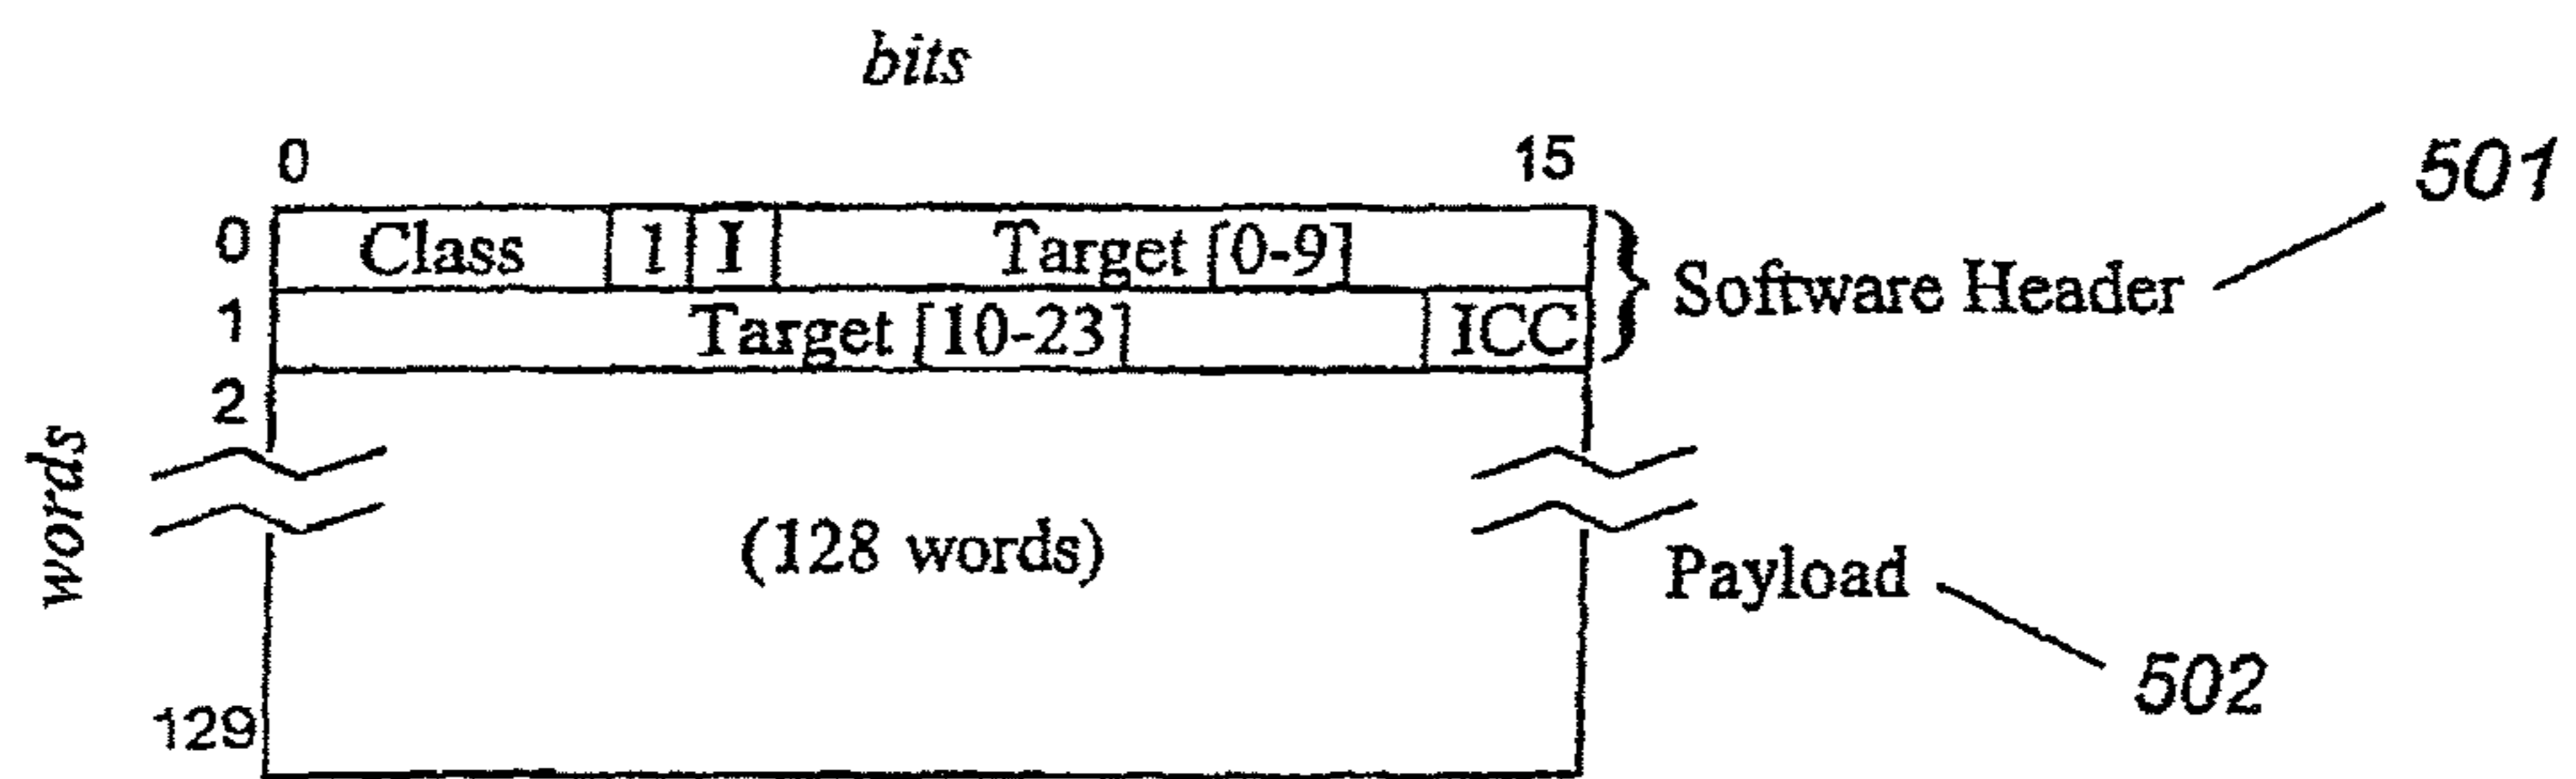 bits
0 15
0 Class 1 I Target [0-9] Software Header 501
1 Target [10-23] ICC
2
words
(128 words)
Payload 502
129